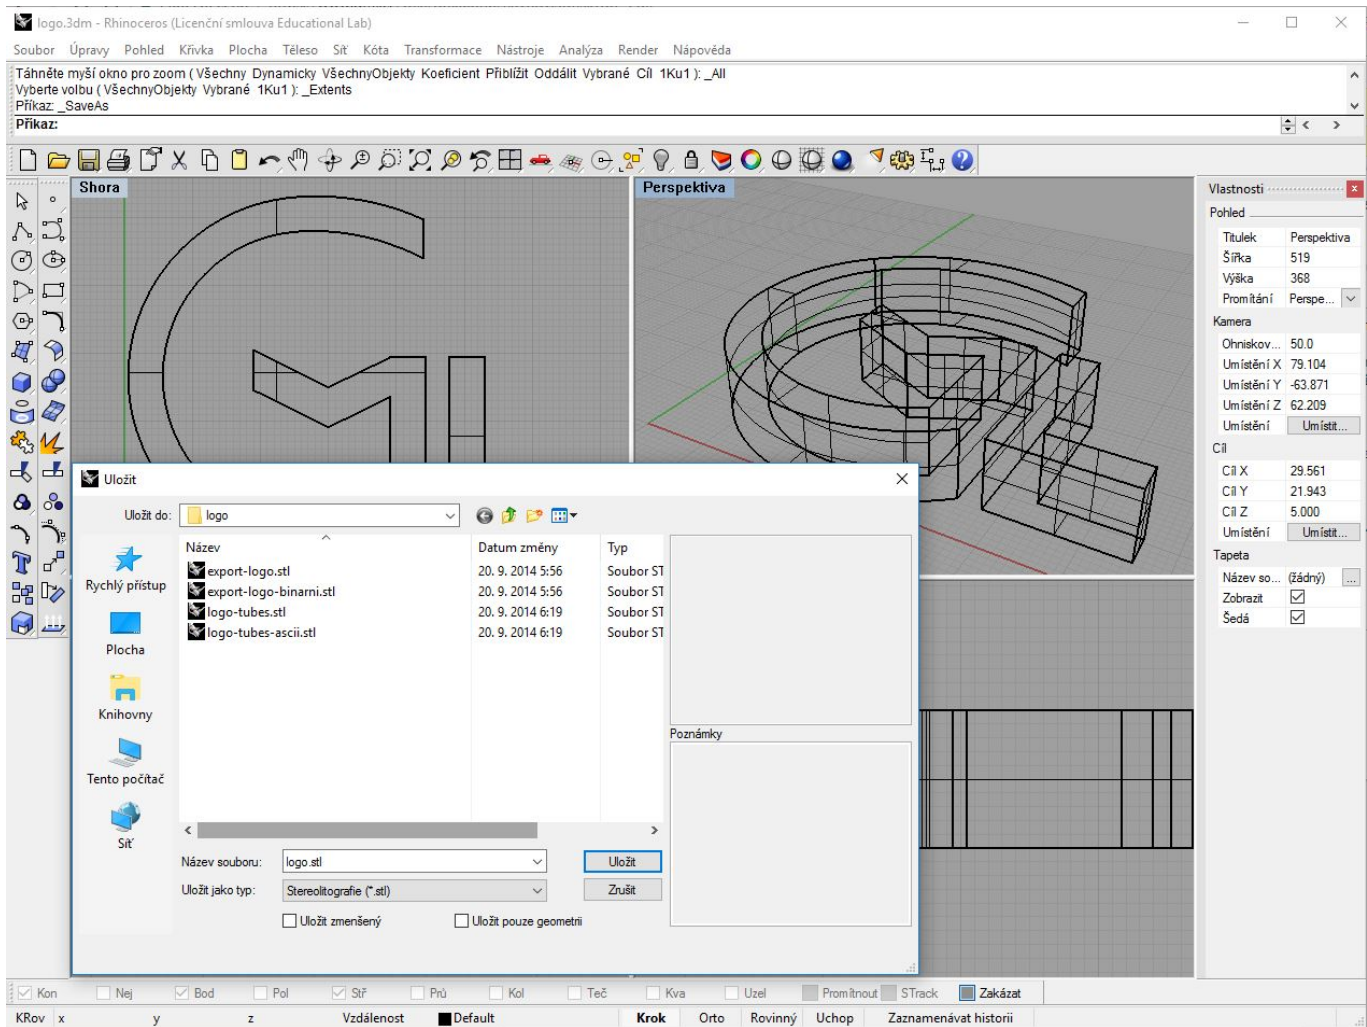 logo.3dm - Rhinoceros (Licenční smlouva Educational Lab)
Soubor Úpravy Pohled Křivka Plocha Těleso Síť Kóta Transformace Nástroje Analýza Render Nápověda
Táhněte myší okno pro zoom ( Všechny Dynamicky VšechnyObjekty Koeficient Přiblížit Oddálit Vybrané Cíl 1Ku1 ): _All
Vyberte volbu ( VšechnyObjekty Vybrané 1Ku1 ): _Extents
Příkaz: _SaveAs
Příkaz:
Shora
Perspektiva
Vlastnosti
Pohled
Titulek Perspektiva
Šířka 519
Výška 368
Promítání Perspe...
Kamera
Ohniskov... 50.0
Umístění X 79.104
Umístění Y -63.871
Umístění Z 62.209
Umístění Umístit...
Cíl
Cíl X 29.561
Cíl Y 21.943
Cíl Z 5.000
Umístění Umístit...
Tapeta
Název so... (žádný) ...
Zobrazit
Šedá
Uložit
Uložit do: logo
Rychlý přístup
Plocha
Knihovny
Tento počítač
Síť
Název Datum změny Typ
export-logo.stl 20. 9. 2014 5:56 Soubor ST
export-logo-binarni.stl 20. 9. 2014 5:56 Soubor ST
logo-tubes.stl 20. 9. 2014 6:19 Soubor ST
logo-tubes-ascii.stl 20. 9. 2014 6:19 Soubor ST
Poznámky
Název souboru: logo.stl Uložit
Uložit jako typ: Stereolitografie (*.stl) Zrušit
Uložit zmenšený Uložit pouze geometrii
Kon Nej Bod Pol Stř Prů Kol Teč Kva Uzel Promítnout STrack Zakázat
KRov x y z Vzdálenost Default Krok Orto Rovinný Uchop Zaznamenávat historii